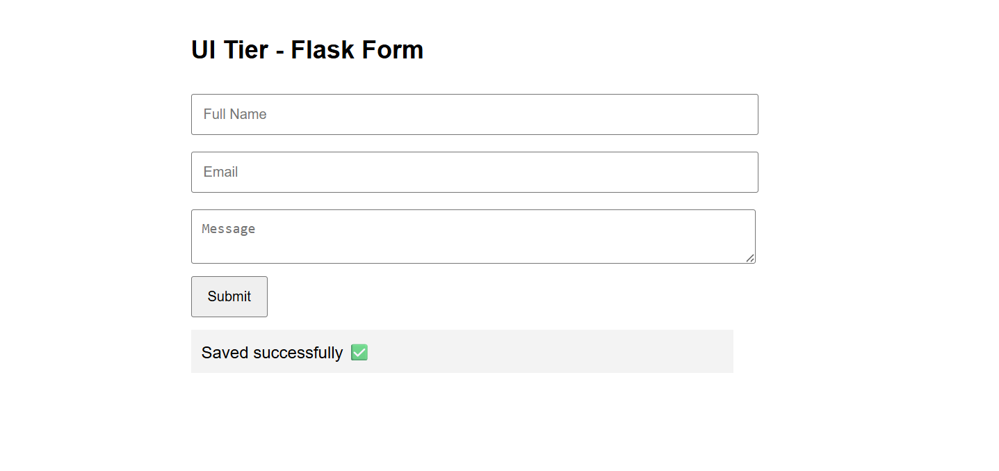 UI Tier - Flask Form
Full Name
Email
Message
Submit
Saved successfully ✅